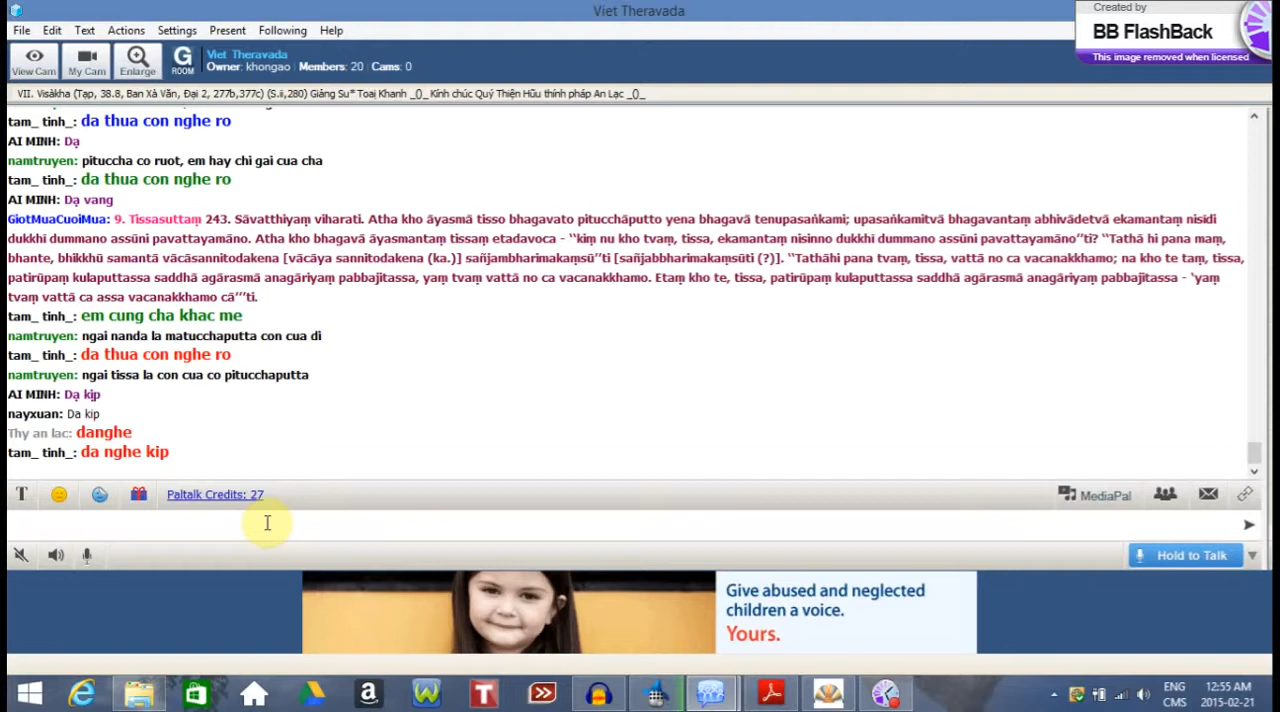 Viet Theravada
Created by
BB FlashBack
This image removed when licensed
File Edit Text Actions Settings Present Following Help
View Cam My Cam Enlarge G ROOM
Viet Theravada
Owner: khongao Members: 20 Cams: 0
VII. Visàkha (Tạp, 38.8, Ban Xà Văn, Đại 2, 277b,377c) (S.ii,280) Giảng Sư* Toại Khanh _()_ Kính chúc Quý Thiện Hữu thính pháp An Lạc _()_
tam_ tinh_: da thua con nghe ro
AI MINH: Dạ
namtruyen: pituccha co ruot, em hay chi gai cua cha
tam_ tinh_: da thua con nghe ro
AI MINH: Dạ vang
GiotMuaCuoiMua: 9. Tissasuttaṃ 243. Sāvatthiyaṃ viharati. Atha kho āyasmā tisso bhagavato pitucchāputto yena bhagavā tenupasaṅkami; upasaṅkamitvā bhagavantaṃ abhivādetvā ekamantaṃ nisīdi
dukkhī dummano assūni pavattayamāno. Atha kho bhagavā āyasmantaṃ tissaṃ etadavoca - ‘‘kiṃ nu kho tvaṃ, tissa, ekamantaṃ nisinno dukkhī dummano assūni pavattayamāno’’ti? ‘‘Tathā hi pana maṃ,
bhante, bhikkhū samantā vācāsannitodakena [vācāya sannitodakena (ka.)] sañjambharimakaṃsū’’ti [sañjabbharimakaṃsūti (?)]. ‘‘Tathāhi pana tvaṃ, tissa, vattā no ca vacanakkhamo; na kho te taṃ, tissa,
patirūpaṃ kulaputtassa saddhā agārasmā anagāriyaṃ pabbajitassa, yaṃ tvaṃ vattā no ca vacanakkhamo. Etaṃ kho te, tissa, patirūpaṃ kulaputtassa saddhā agārasmā anagāriyaṃ pabbajitassa - ‘yaṃ
tvaṃ vattā ca assa vacanakkhamo cā’’’ti.
tam_ tinh_: em cung cha khac me
namtruyen: ngai nanda la matucchaputta con cua di
tam_ tinh_: da thua con nghe ro
namtruyen: ngai tissa la con cua co pitucchaputta
AI MINH: Dạ kịp
nayxuan: Da kip
Thy an lac: danghe
tam_ tinh_: da nghe kip
T Paltalk Credits: 27 MediaPal
Hold to Talk
Give abused and neglected
children a voice.
Yours.
ENG 12:55 AM
CMS 2015-02-21